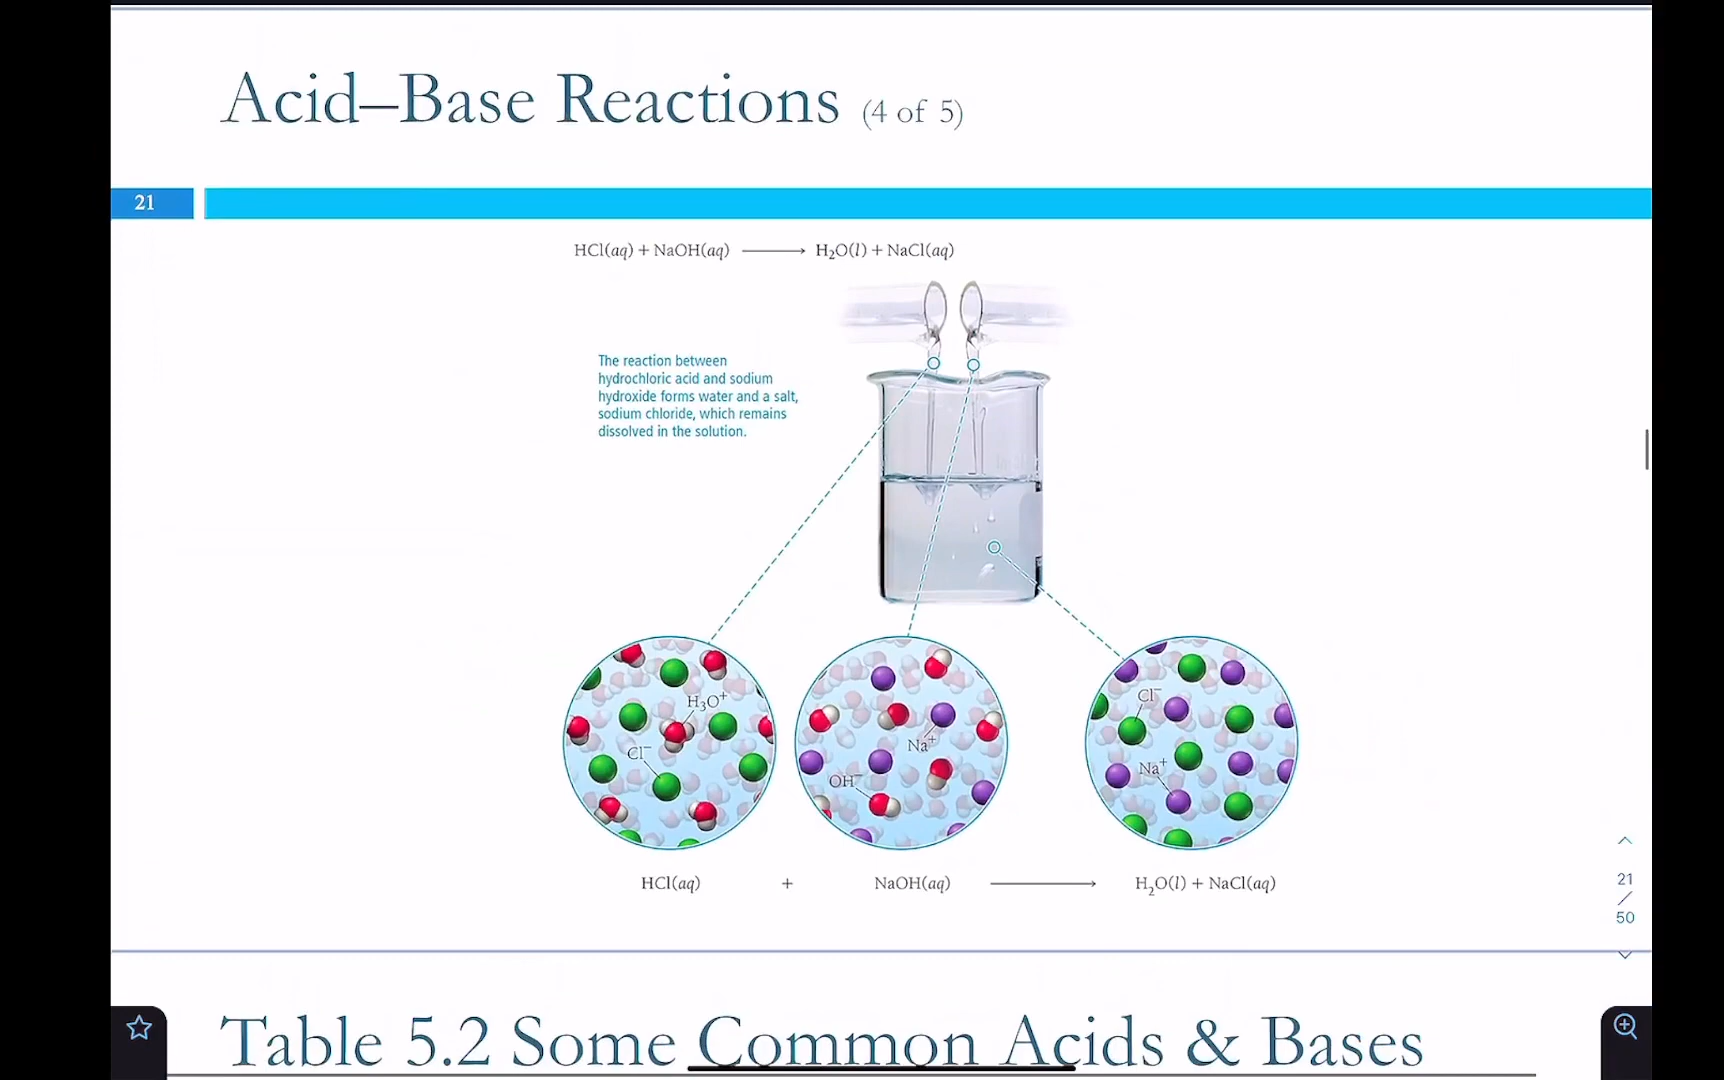 Acid–Base Reactions (4 of 5)
21
HCl(aq) + NaOH(aq) ⟶ H₂O(l) + NaCl(aq)
The reaction between
hydrochloric acid and sodium
hydroxide forms water and a salt,
sodium chloride, which remains
dissolved in the solution.
H₃O⁺
Cl⁻
Na⁺
OH⁻
Cl⁻
Na⁺
HCl(aq) + NaOH(aq) ⟶ H₂O(l) + NaCl(aq)
21
/
50
Table 5.2 Some Common Acids & Bases